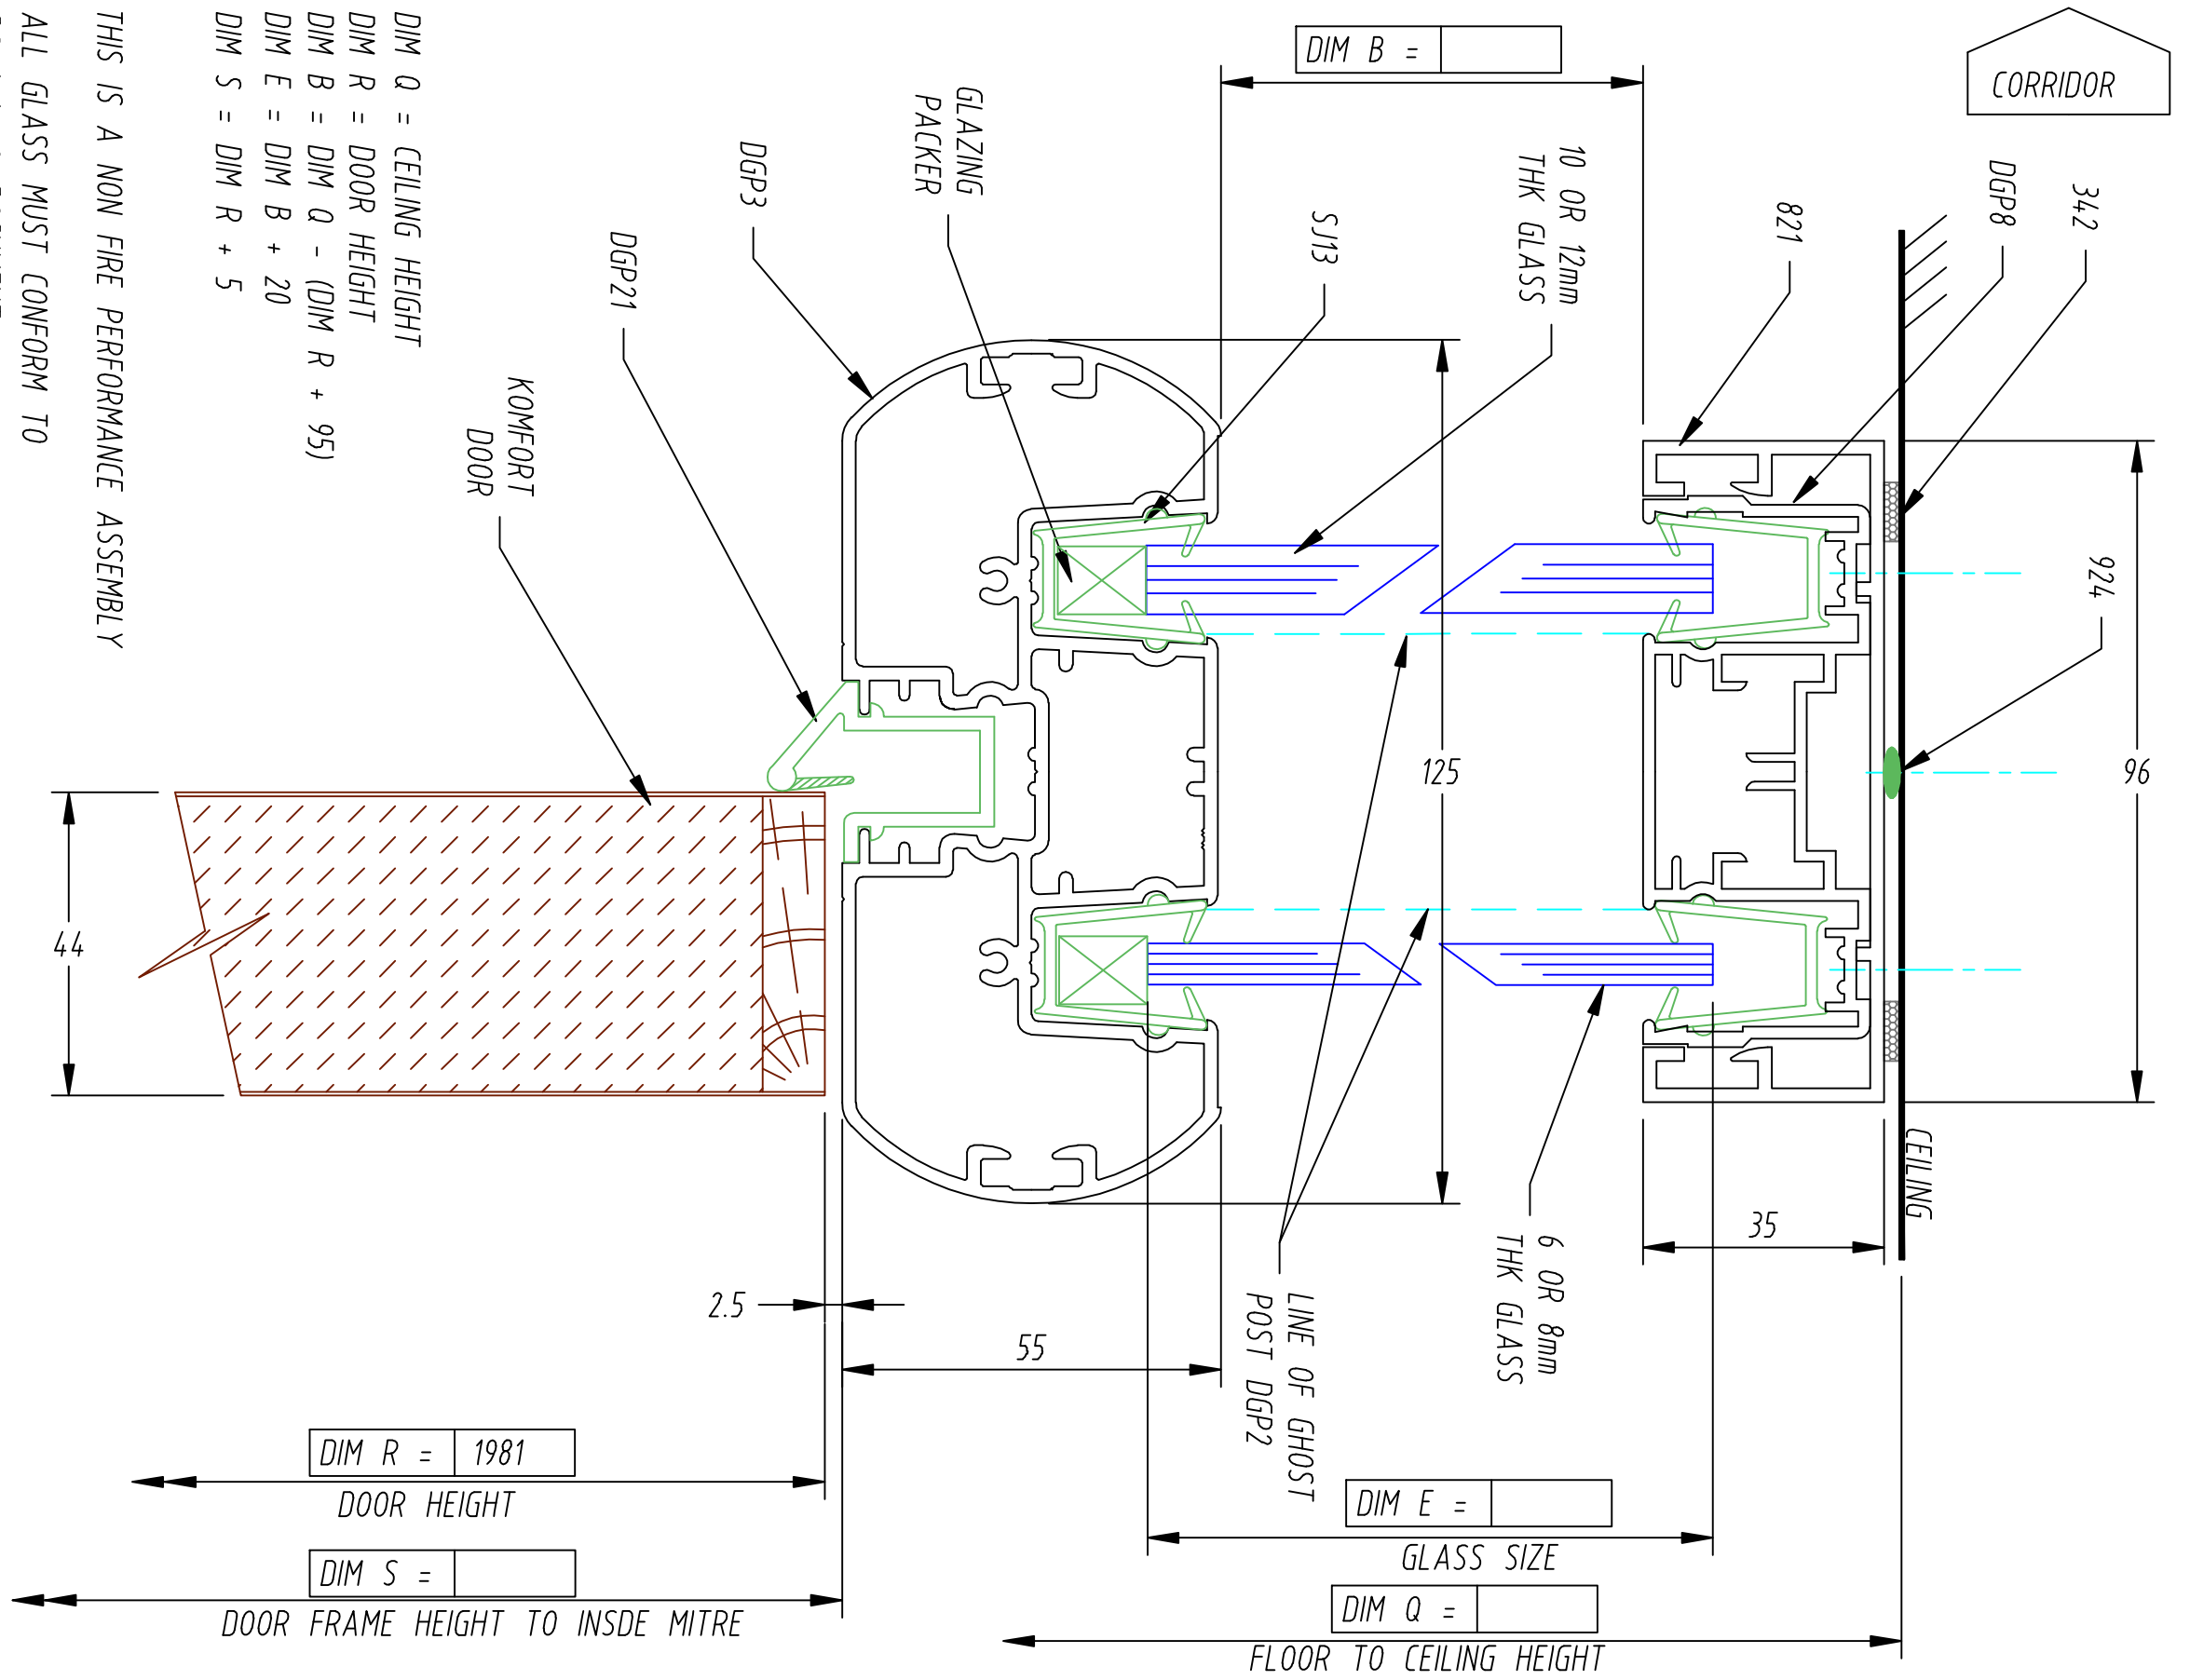 CORRIDOR
DIM B =
342
DGP8
821
924
10 OR 12mm
THK GLASS
SJ13
GLAZING
PACKER
DGP3
DGP21
KOMFORT
DOOR
DIM Q = CEILING HEIGHT
DIM R = DOOR HEIGHT
DIM B = DIM Q - (DIM R + 95)
DIM E = DIM B + 20
DIM S = DIM R + 5
THIS IS A NON FIRE PERFORMANCE ASSEMBLY
ALL GLASS MUST CONFORM TO
125
96
44
CEILING
35
6 OR 8mm
THK GLASS
LINE OF GHOST
POST DGP2
2.5
55
DIM R = 1981
DOOR HEIGHT
DIM E =
GLASS SIZE
DIM S =
DOOR FRAME HEIGHT TO INSDE MITRE
DIM Q =
FLOOR TO CEILING HEIGHT